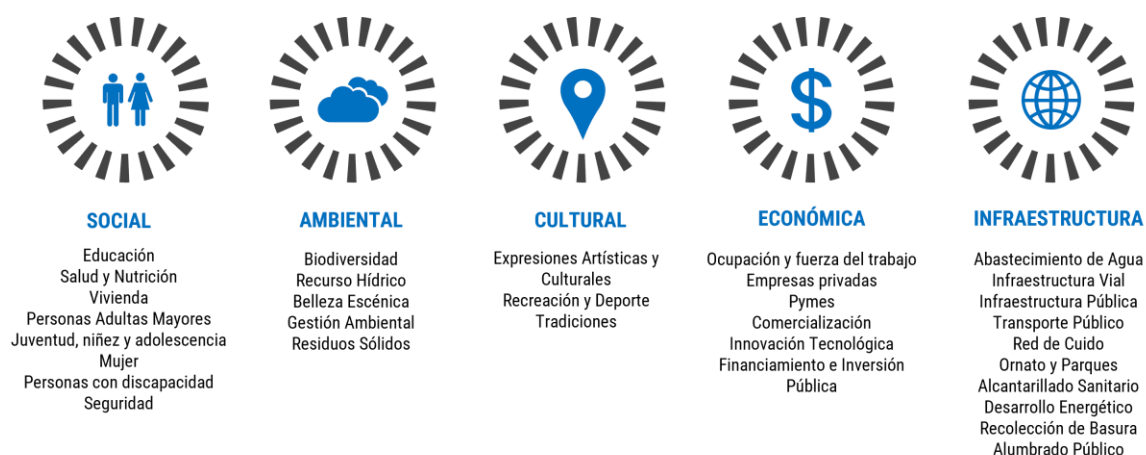 SOCIAL
Educación
Salud y Nutrición
Vivienda
Personas Adultas Mayores
Juventud, niñez y adolescencia
Mujer
Personas con discapacidad
Seguridad
AMBIENTAL
Biodiversidad
Recurso Hídrico
Belleza Escénica
Gestión Ambiental
Residuos Sólidos
CULTURAL
Expresiones Artísticas y
Culturales
Recreación y Deporte
Tradiciones
ECONÓMICA
Ocupación y fuerza del trabajo
Empresas privadas
Pymes
Comercialización
Innovación Tecnológica
Financiamiento e Inversión
Pública
INFRAESTRUCTURA
Abastecimiento de Agua
Infraestructura Vial
Infraestructura Pública
Transporte Público
Red de Cuido
Ornato y Parques
Alcantarillado Sanitario
Desarrollo Energético
Recolección de Basura
Alumbrado Público